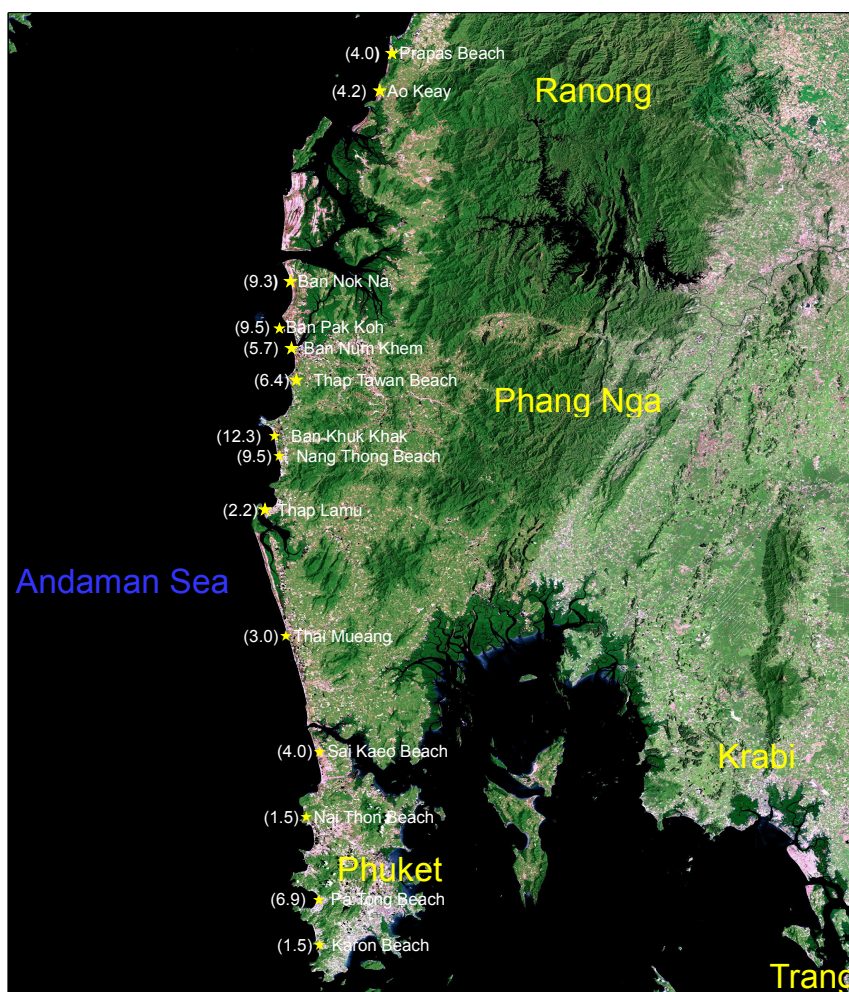 (4.0) Prapas Beach
(4.2) Ao Keay
Ranong
(9.3) Ban Nok Na
(9.5) Ban Pak Koh
(5.7) Ban Num Khem
(6.4) Thap Tawan Beach
Phang Nga
(12.3) Ban Khuk Khak
(9.5) Nang Thong Beach
(2.2) Thap Lamu
Andaman Sea
(3.0) Thai Mueang
(4.0) Sai Kaeo Beach
Krabi
(1.5) Nai Thon Beach
Phuket
(6.9) Pa Tong Beach
(1.5) Karon Beach
Trang